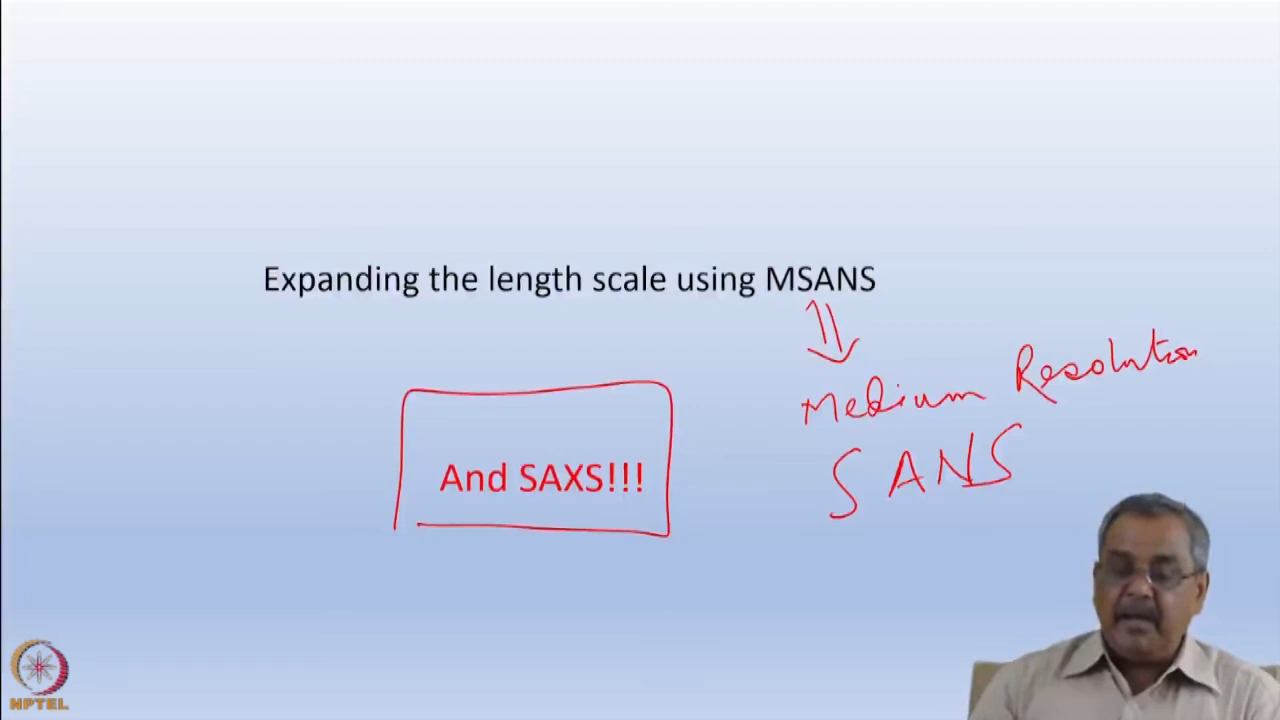 Expanding the length scale using MSANS
Medium Resolution
SANS
And SAXS!!!
NPTEL